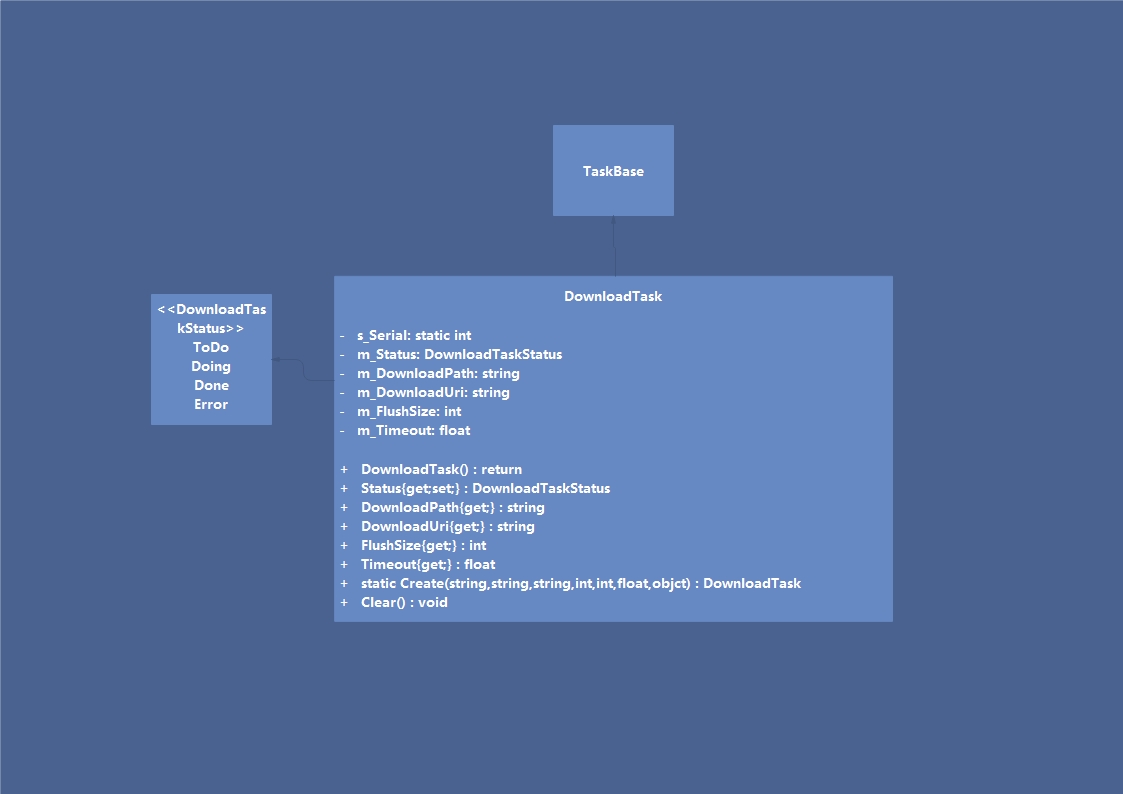 TaskBase
<<DownloadTas
kStatus>>
ToDo
Doing
Done
Error
DownloadTask
- s_Serial: static int
- m_Status: DownloadTaskStatus
- m_DownloadPath: string
- m_DownloadUri: string
- m_FlushSize: int
- m_Timeout: float
+ DownloadTask() : return
+ Status{get;set;} : DownloadTaskStatus
+ DownloadPath{get;} : string
+ DownloadUri{get;} : string
+ FlushSize{get;} : int
+ Timeout{get;} : float
+ static Create(string,string,string,int,int,float,objct) : DownloadTask
+ Clear() : void